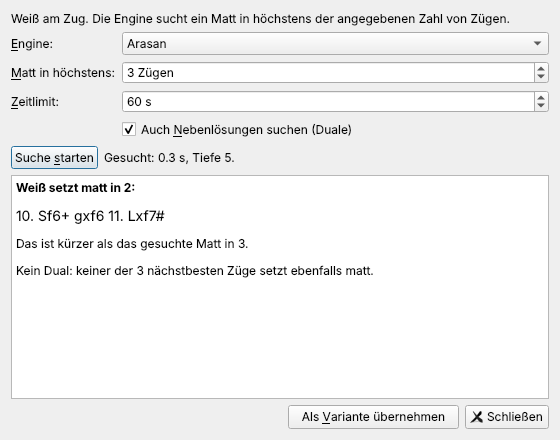 Weiß am Zug. Die Engine sucht ein Matt in höchstens der angegebenen Zahl von Zügen.
Engine: Arasan
Matt in höchstens: 3 Zügen
Zeitlimit: 60 s
Auch Nebenlösungen suchen (Duale)
Suche starten Gesucht: 0.3 s, Tiefe 5.
Weiß setzt matt in 2:
10. Sf6+ gxf6 11. Lxf7#
Das ist kürzer als das gesuchte Matt in 3.
Kein Dual: keiner der 3 nächstbesten Züge setzt ebenfalls matt.
Als Variante übernehmen Schließen